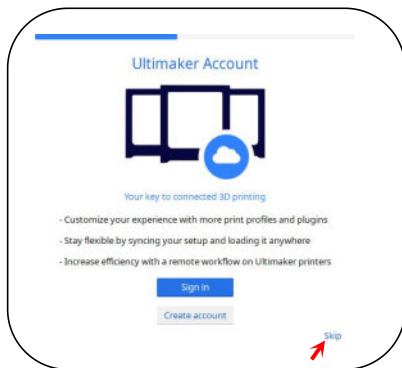 Ultimaker Account
Your key to connected 3D printing
- Customize your experience with more print profiles and plugins
- Stay flexible by syncing your setup and loading it anywhere
- Increase efficiency with a remote workflow on Ultimaker printers
Sign in
Create account
Skip